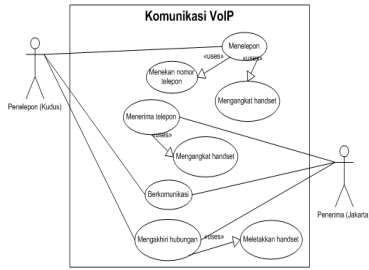 Komunikasi VoIP
Menelepon
«uses»
«uses»
Menekan nomor
telepon
Mengangkat handset
Penelepon (Kudus)
Menerima telepon
«uses»
Mengangkat handset
Berkomunikasi
Penerima (Jakarta
Mengakhiri hubungan
«uses»
Meletakkan handset